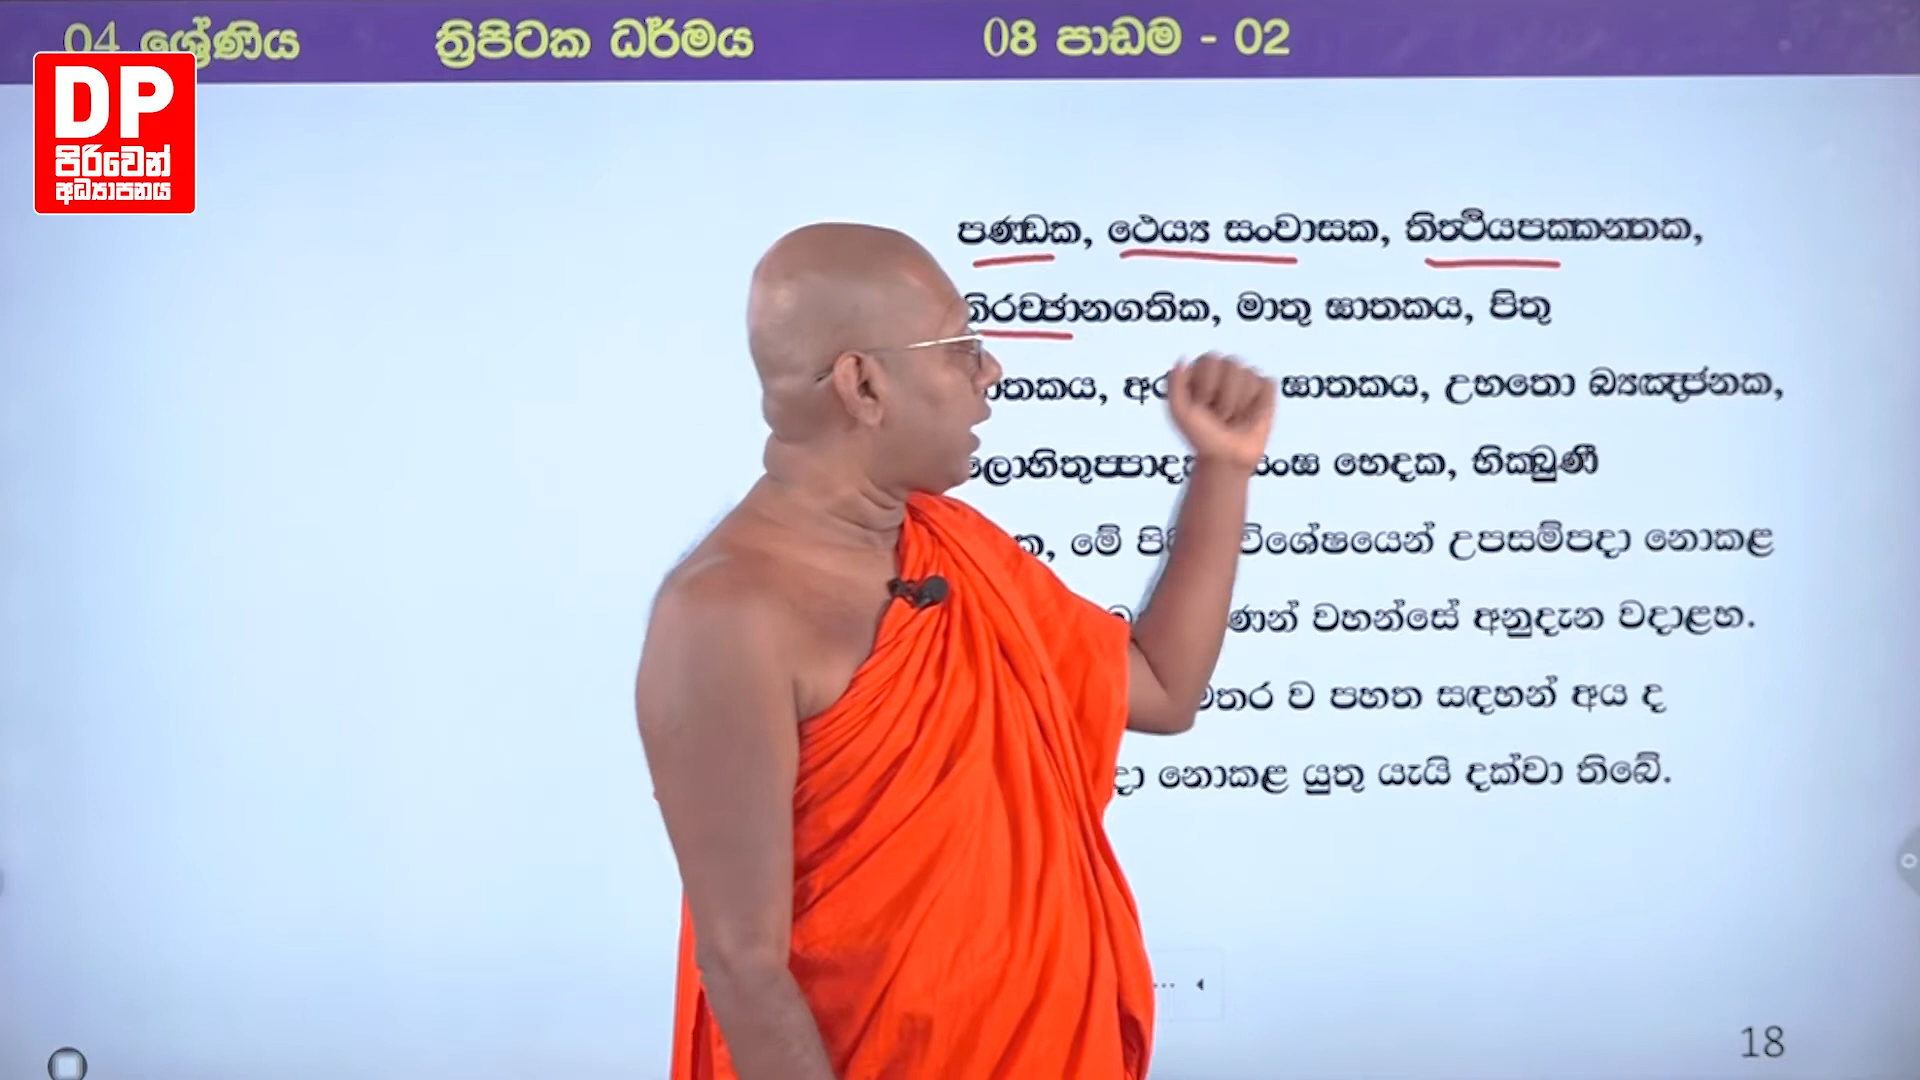 04 ශ්‍රේණිය ත්‍රිපිටක ධර්මය 08 පාඩම - 02
DP
පිරිවෙන්
අධ්‍යාපනය
පණ්ඩක, ථෙය්‍ය සංවාසක, තිත්ථියපක්කන්තක,
තිරච්ඡානගතික, මාතු ඝාතකය, පිතු
ඝාතකය, ඝාතකය, උභතො බ්‍යඤ්ජනක,
ලොහිතුප්පාදක සංඝ භෙදක, භික්ඛුණී
මේ විශේෂයෙන් උපසම්පදා නොකළ
වහන්සේ අනුදැන වදාළහ.
ව පහත සඳහන් අය ද
නොකළ යුතු යැයි දක්වා තිබේ.
18